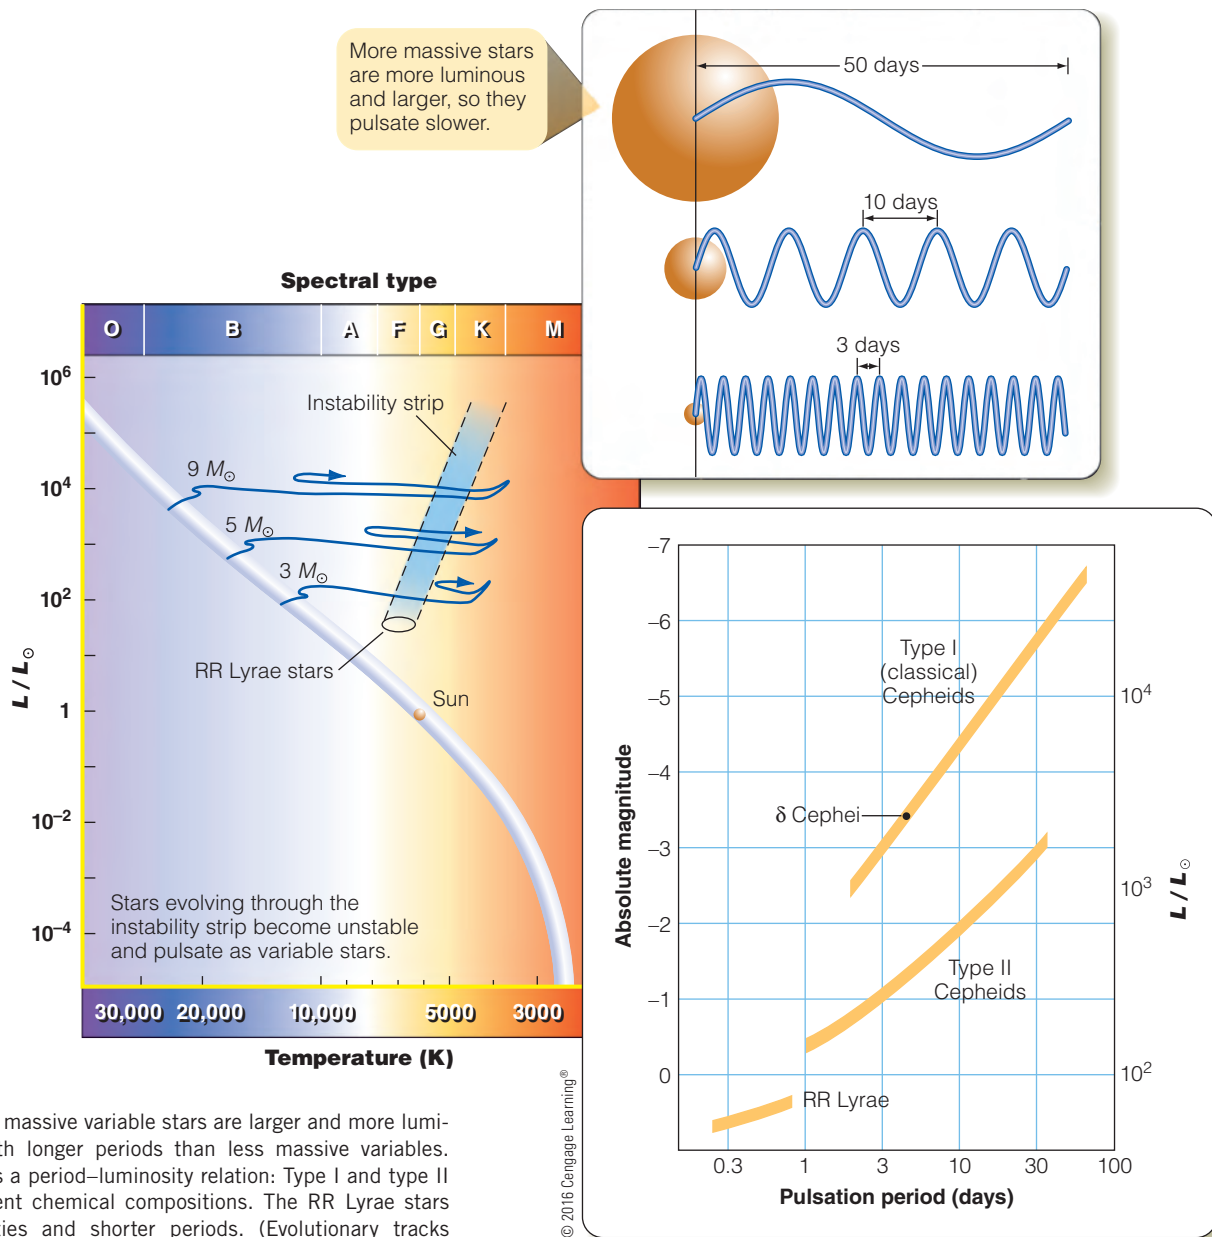 More massive stars
are more luminous
and larger, so they
pulsate slower.
50 days
10 days
3 days
Spectral type
O B A F G K M
10⁶
10⁴
10²
1
10⁻²
10⁻⁴
L / L☉
Instability strip
9 M☉
5 M☉
3 M☉
RR Lyrae stars
Sun
Stars evolving through the
instability strip become unstable
and pulsate as variable stars.
30,000 20,000 10,000 5000 3000
Temperature (K)
–7
–6
–5
–4
–3
–2
–1
0
Absolute magnitude
Type I
(classical)
Cepheids
δ Cephei
Type II
Cepheids
RR Lyrae
10⁴
10³
10²
L / L☉
0.3 1 3 10 30 100
Pulsation period (days)
© 2016 Cengage Learning®
massive variable stars are larger and more lumi-
th longer periods than less massive variables.
s a period–luminosity relation: Type I and type II
ent chemical compositions. The RR Lyrae stars
ties and shorter periods. (Evolutionary tracks